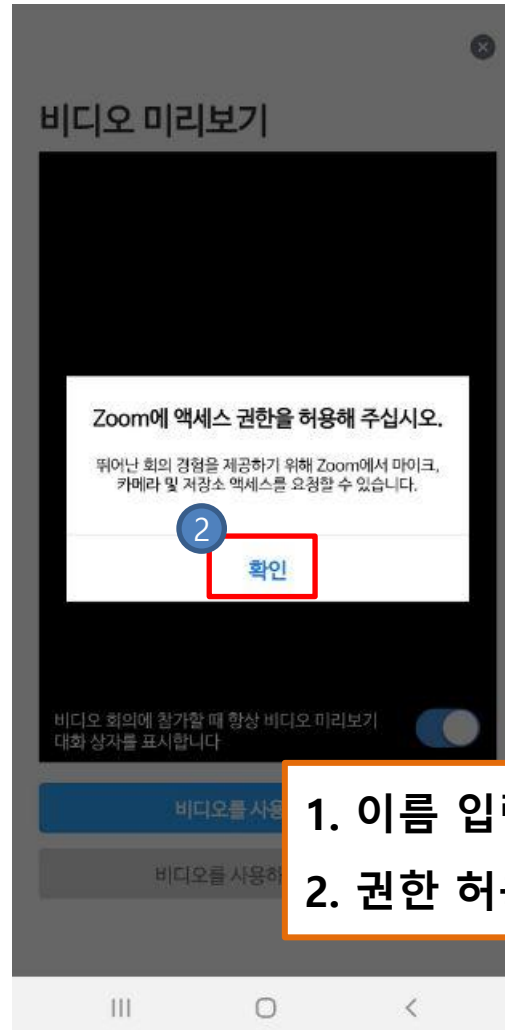 비디오 미리보기
Zoom에 액세스 권한을 허용해 주십시오.
뛰어난 회의 경험을 제공하기 위해 Zoom에서 마이크,
카메라 및 저장소 액세스를 요청할 수 있습니다.
2
확인
비디오 회의에 참가할 때 항상 비디오 미리보기
대화 상자를 표시합니다
비디오를 사용
비디오를 사용하
1. 이름 입
2. 권한 허